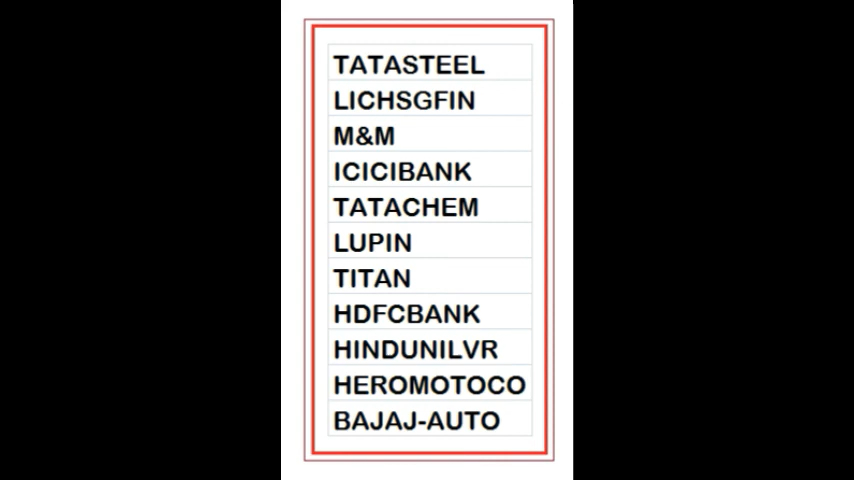 TATASTEEL
LICHSGFIN
M&M
ICICIBANK
TATACHEM
LUPIN
TITAN
HDFCBANK
HINDUNILVR
HEROMOTOCO
BAJAJ-AUTO